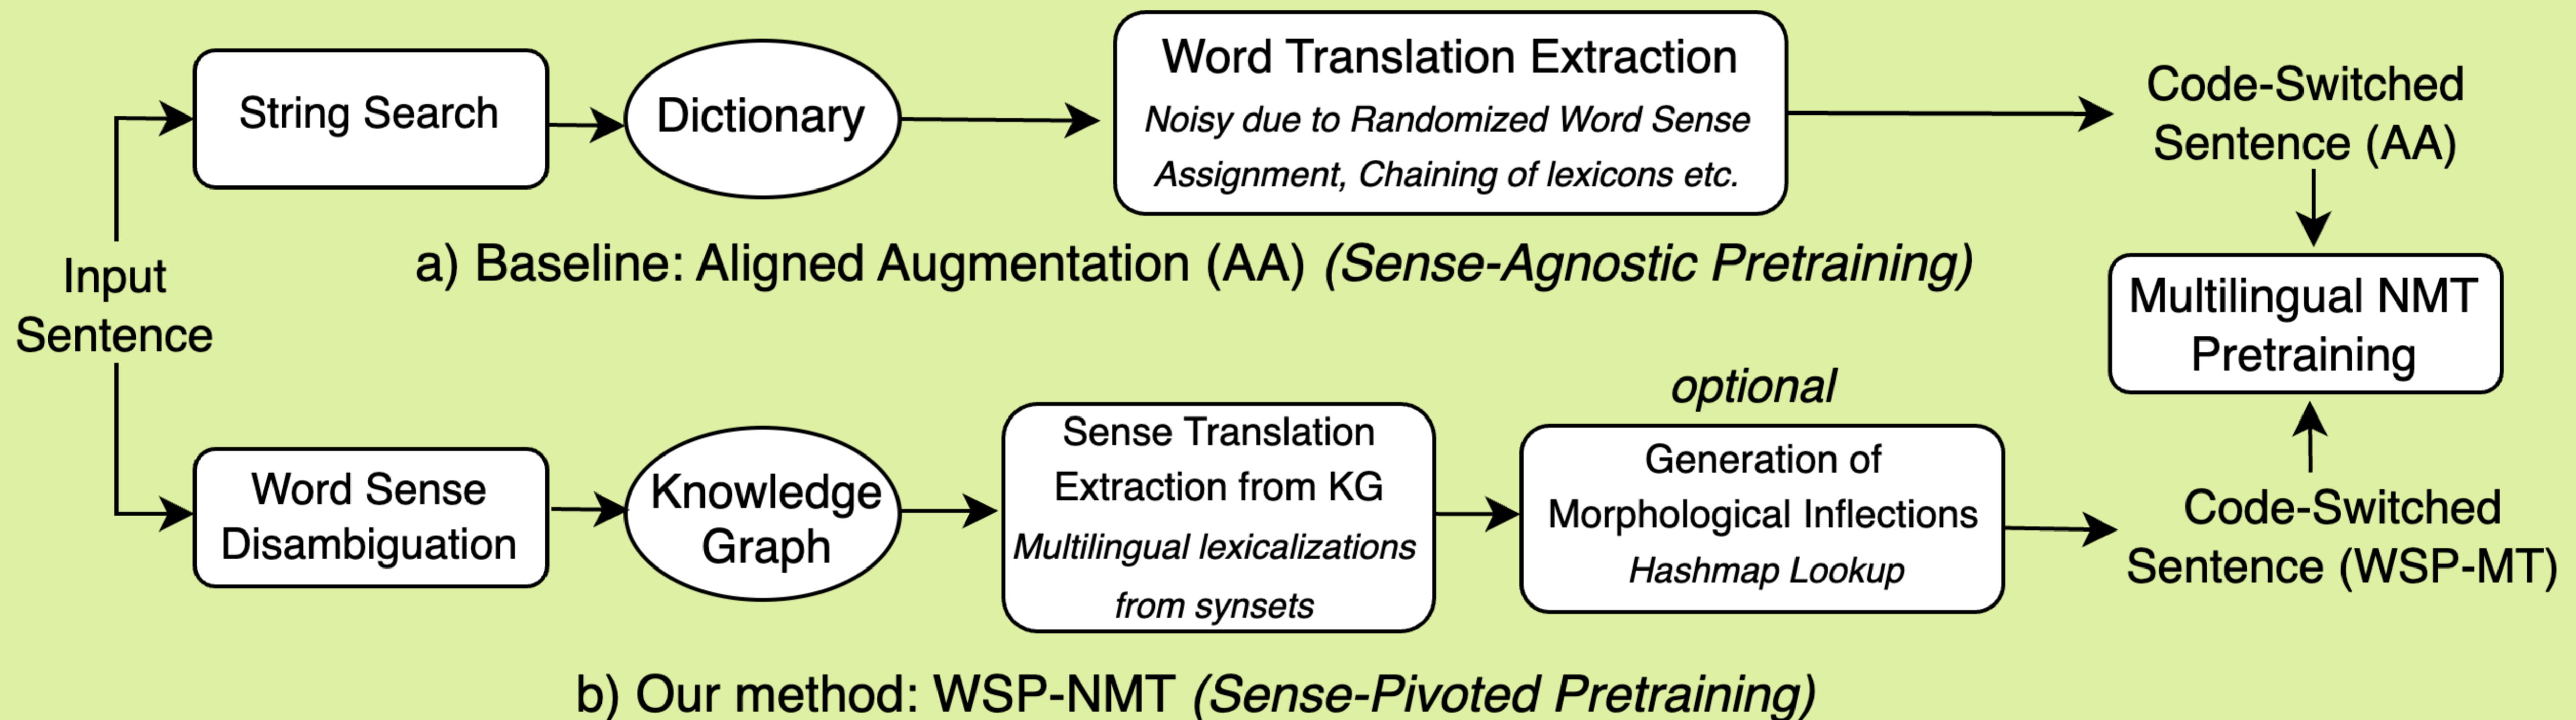 Input
Sentence
String Search
Dictionary
Word Translation Extraction
Noisy due to Randomized Word Sense
Assignment, Chaining of lexicons etc.
Code-Switched
Sentence (AA)
a) Baseline: Aligned Augmentation (AA) (Sense-Agnostic Pretraining)
Multilingual NMT
Pretraining
Word Sense
Disambiguation
Knowledge
Graph
Sense Translation
Extraction from KG
Multilingual lexicalizations
from synsets
optional
Generation of
Morphological Inflections
Hashmap Lookup
Code-Switched
Sentence (WSP-MT)
b) Our method: WSP-NMT (Sense-Pivoted Pretraining)